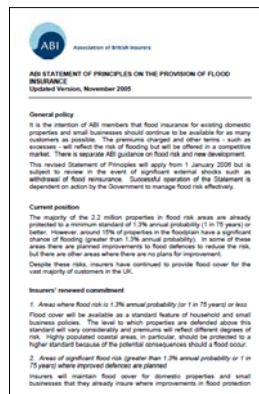 ABI
Association of British Insurers
ABI STATEMENT OF PRINCIPLES ON THE PROVISION OF FLOOD
INSURANCE
Updated Version, November 2005
General policy
It is the intention of ABI members that flood insurance for existing domestic
properties and small businesses should continue to be available for as many
customers as possible. The premiums charged and other terms - such as
excesses - will reflect the risk of flooding but will be offered in a competitive
market. There is separate ABI guidance on flood risk and new development.
This revised Statement of Principles will apply from 1 January 2006 but is
subject to review in the event of significant external shocks such as
withdrawal of flood reinsurance. Successful operation of the Statement is
dependent on action by the Government to manage flood risk effectively.
Current position
The majority of the 2.2 million properties in flood risk areas are already
protected to a minimum standard of 1.3% annual probability (1 in 75 years) or
better. However, around 15% of properties in the floodplain have a significant
chance of flooding (greater than 1.3% annual probability). In some of these
areas there are planned improvements to flood defences to reduce the risk,
but there are other areas where there are no plans for improvement.
Despite these risks, insurers have continued to provide flood cover for the
vast majority of customers in the UK.
Insurers' renewed commitment
1. Areas where flood risk is 1.3% annual probability (or 1 in 75 years) or less
Flood cover will be available as a standard feature of household and small
business policies. The level to which properties are defended above this
standard will vary considerably and premiums will reflect different degrees of
risk. Highly populated coastal areas, in particular, should be protected to a
higher standard because of the potential consequences should a flood occur.
2. Areas of significant flood risk (greater than 1.3% annual probability or 1 in
75 years) where improved defences are planned
Insurers will maintain flood cover for domestic properties and small
businesses that they already insure where improvements in flood protection